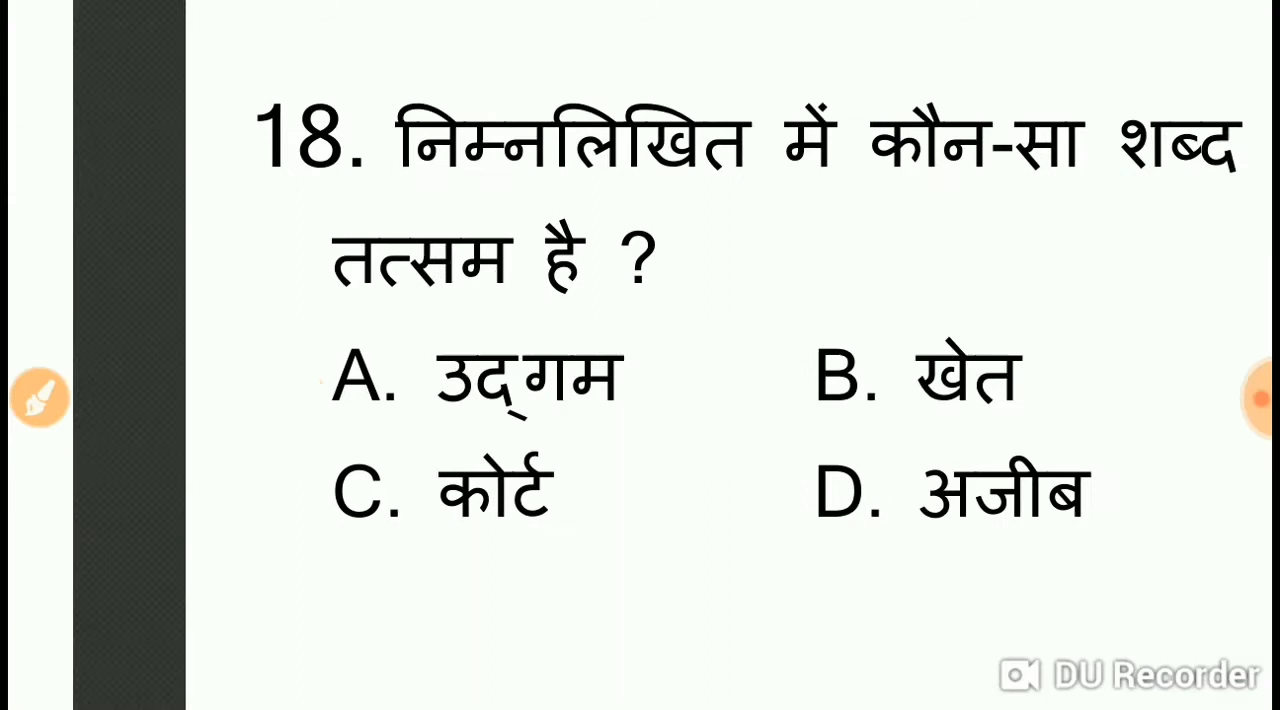 18. निम्नलिखित में कौन-सा शब्द
तत्सम है ?
A. उद्‌गम B. खेत
C. कोर्ट D. अजीब
DU Recorder